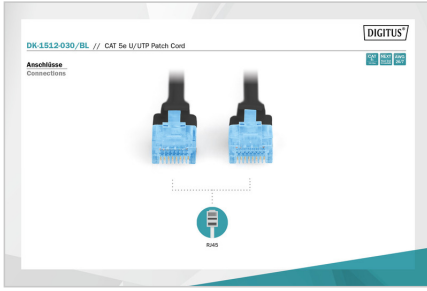 DIGITUS®
DK-1512-030/BL // CAT 5e U/UTP Patch Cord
Anschlüsse
Connections
RJ45